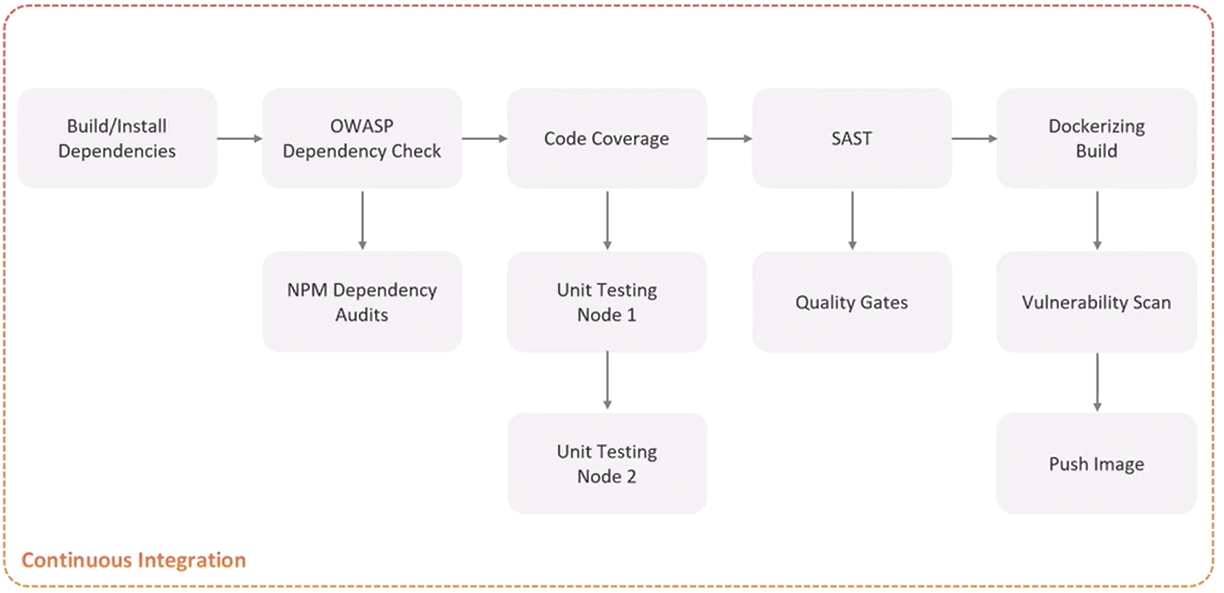 Build/Install
Dependencies
OWASP
Dependency Check
Code Coverage
SAST
Dockerizing
Build
NPM Dependency
Audits
Unit Testing
Node 1
Quality Gates
Vulnerability Scan
Unit Testing
Node 2
Push Image
Continuous Integration